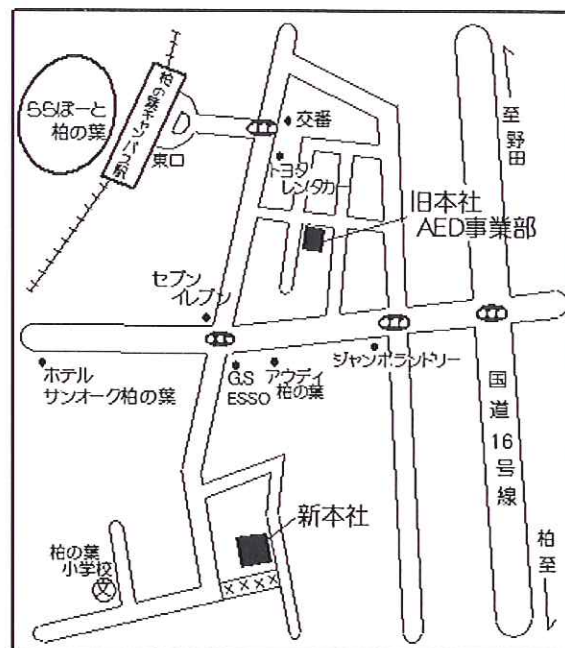 ららぽーと
柏の葉
柏の葉キャンパス駅
東口
交番
トヨタ
レンタカー
至野田
旧本社
AED事業部
セブン
イレブン
ホテル
サンオーク柏の葉
G.S
ESSO
アウディ
柏の葉
ジャンボランドリー
国道16号線
新本社
柏の葉
小学校
文
柏至